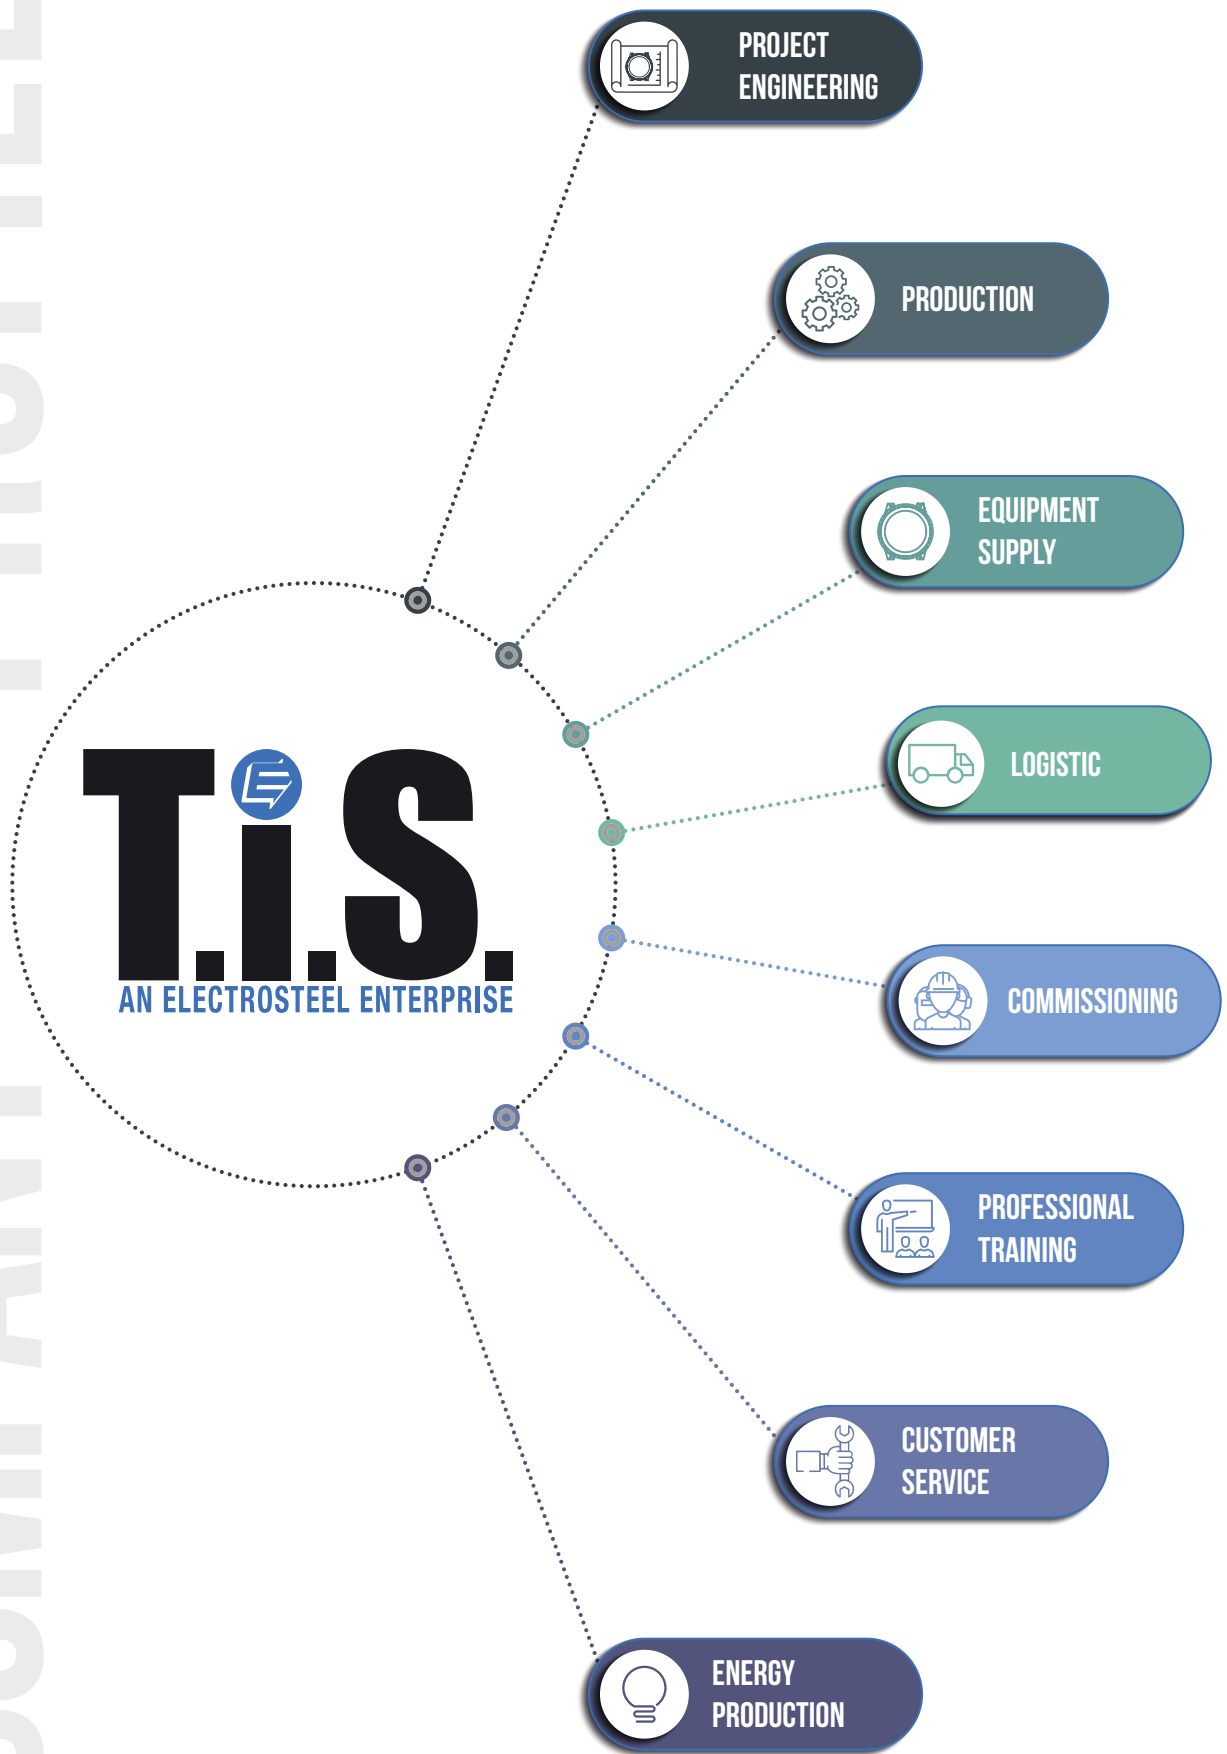 PROJECT
ENGINEERING
PRODUCTION
EQUIPMENT
SUPPLY
LOGISTIC
T.i.S.
AN ELECTROSTEEL ENTERPRISE
COMMISSIONING
PROFESSIONAL
TRAINING
CUSTOMER
SERVICE
ENERGY
PRODUCTION